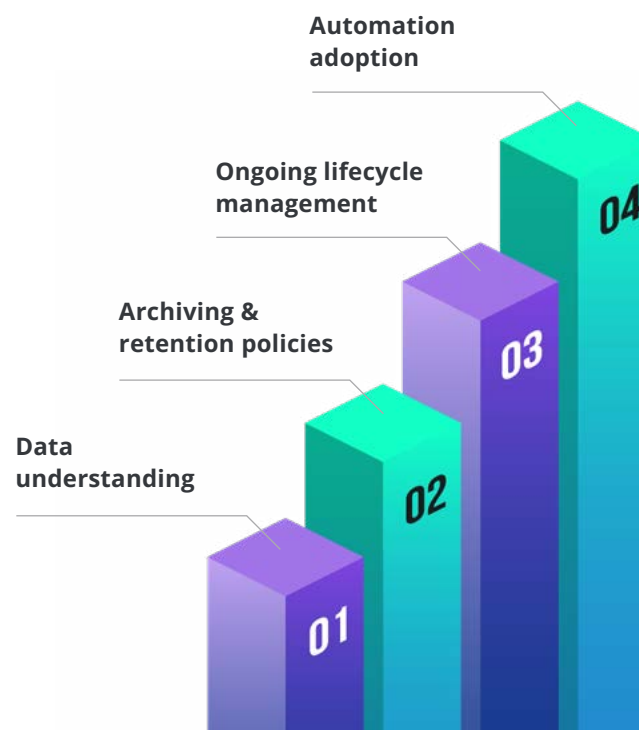 Automation
adoption
04
Ongoing lifecycle
management
03
Archiving &
retention policies
02
Data
understanding
01